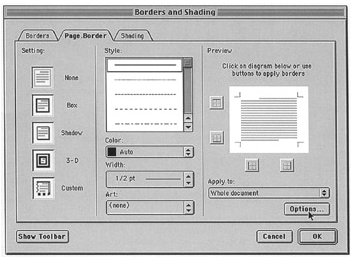 Borders and Shading
Borders
Page Border
Shading
Setting:
None
Box
Shadow
3-D
Custom
Style:
Color:
Auto
Width:
1/2 pt
Art:
(none)
Preview
Click on diagram below or use
buttons to apply borders
Apply to:
Whole document
Options...
Show Toolbar
Cancel
OK